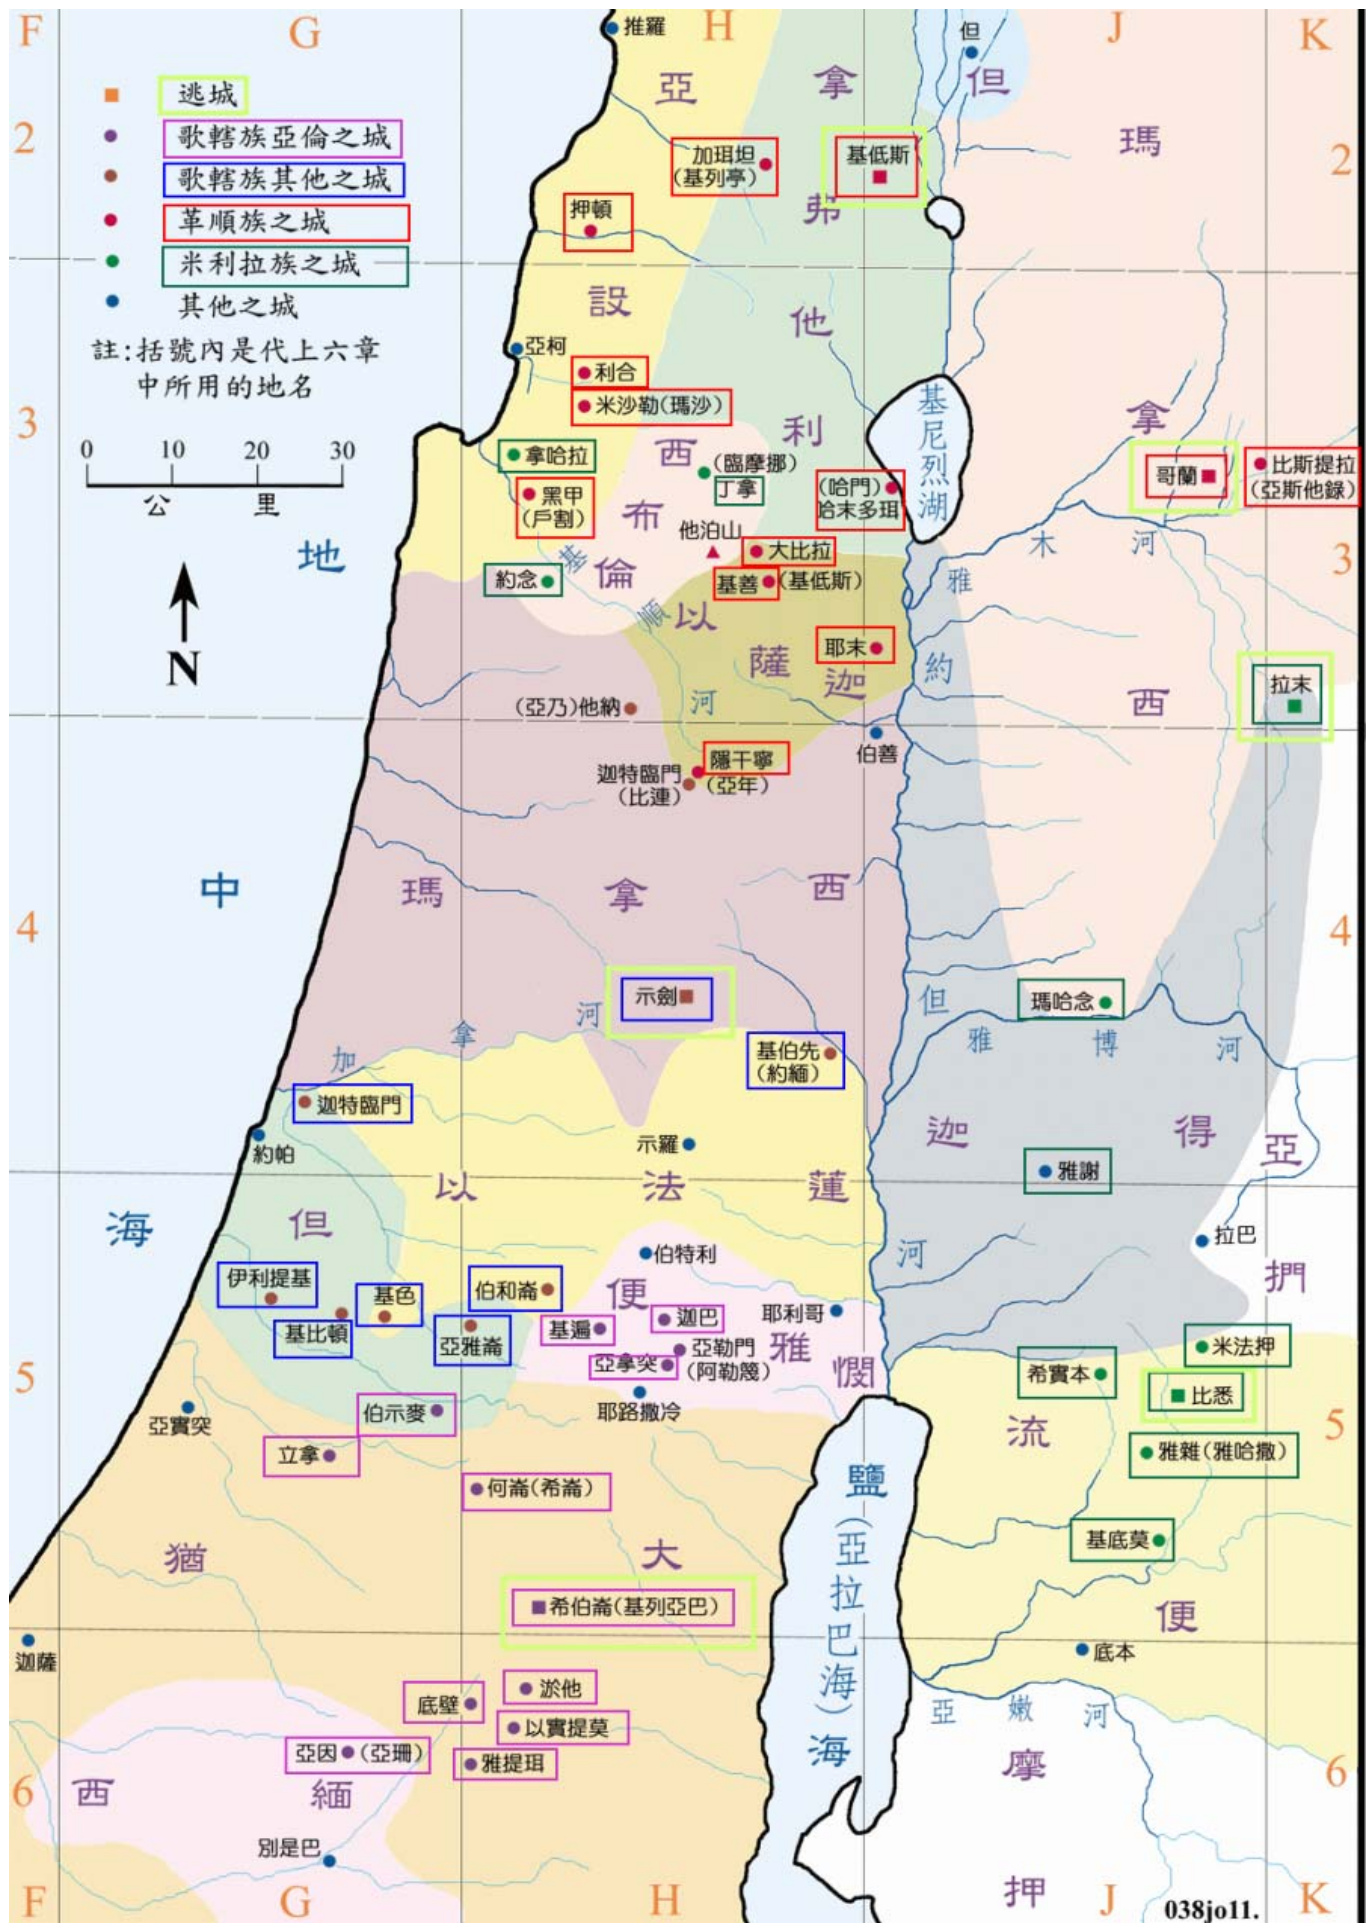 F
G
H
J
K
推羅
但
亞
拿
但
逃城
歌轄族亞倫之城
歌轄族其他之城
革順族之城
米利拉族之城
其他之城
註:括號內是代上六章
中所用的地名
0 10 20 30
公 里
N
2
加珥坦
(基列亭)
基低斯
瑪
2
押頓
弗
設
他
亞柯
利合
米沙勒(瑪沙)
3
利
基尼烈湖
拿
西
拿哈拉
(臨摩挪)
丁拿
黑甲
(戶割)
(哈門)
哈末多珥
哥蘭
比斯提拉
(亞斯他錄)
布
他泊山
地
大比拉
木
河
3
約念
基
倫
基善
(基低斯)
雅
順
以
耶末
薩
迦
約
西
拉末
(亞乃)他納
河
伯善
隱干寧
(亞年)
迦特臨門
(比連)
中
瑪
拿
西
4
4
示劍
河
但
瑪哈念
加
拿
基伯先
(約緬)
雅
博
河
迦特臨門
約帕
示羅
迦
得
亞
以
法
蓮
雅謝
海
但
伯特利
河
拉巴
捫
伊利提基
基色
伯和崙
便
耶利哥
基比頓
亞雅崙
基遍
迦巴
雅
米法押
亞勒門
(阿勒篾)
亞拿突
憫
5
耶路撒冷
希實本
比悉
亞實突
伯示麥
流
5
立拿
雅雜(雅哈撒)
何崙(希崙)
鹽(亞拉巴海)海
基底莫
猶
大
希伯崙(基列亞巴)
便
迦薩
底本
底壁
淤他
亞
嫩
河
以實提莫
亞因
(亞珊)
雅提珥
摩
6
西
緬
6
別是巴
押
F
G
H
J
K
038jo11.